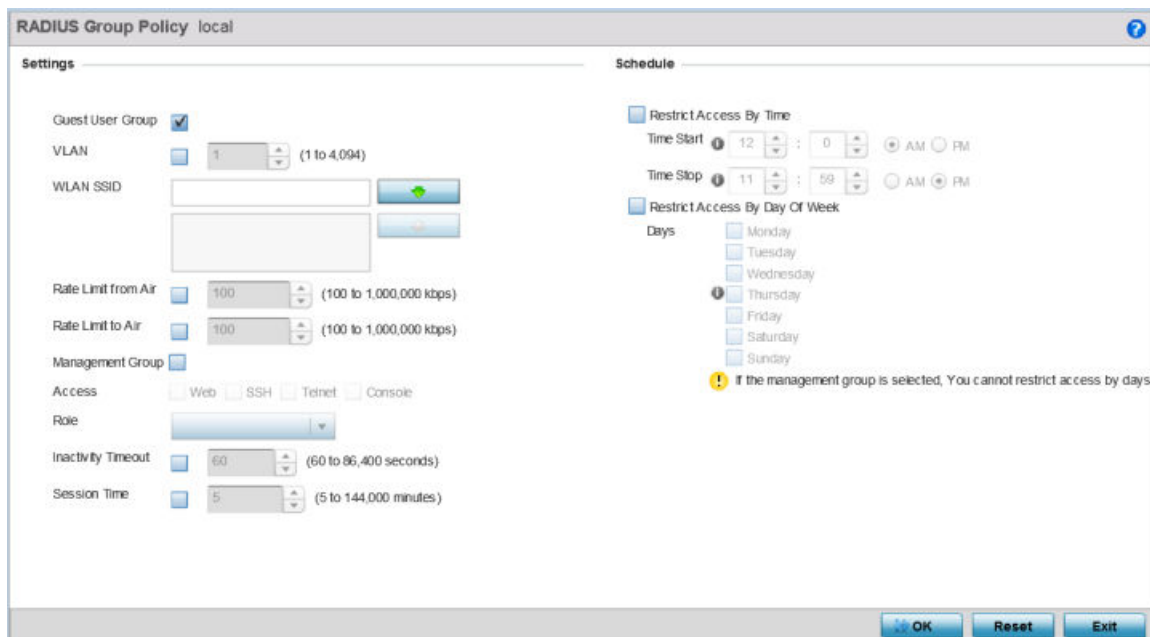 RADIUS Group Policy local
Settings
Guest User Group
VLAN 1 (1 to 4,094)
WLAN SSID
Rate Limit from Air 100 (100 to 1,000,000 kbps)
Rate Limit to Air 100 (100 to 1,000,000 kbps)
Management Group
Access Web SSH Telnet Console
Role
Inactivity Timeout 60 (60 to 86,400 seconds)
Session Time 5 (5 to 144,000 minutes)
Schedule
Restrict Access By Time
Time Start 12 : 0 AM PM
Time Stop 11 : 59 AM PM
Restrict Access By Day Of Week
Days Monday
Tuesday
Wednesday
Thursday
Friday
Saturday
Sunday
If the management group is selected, You cannot restrict access by days
OK Reset Exit